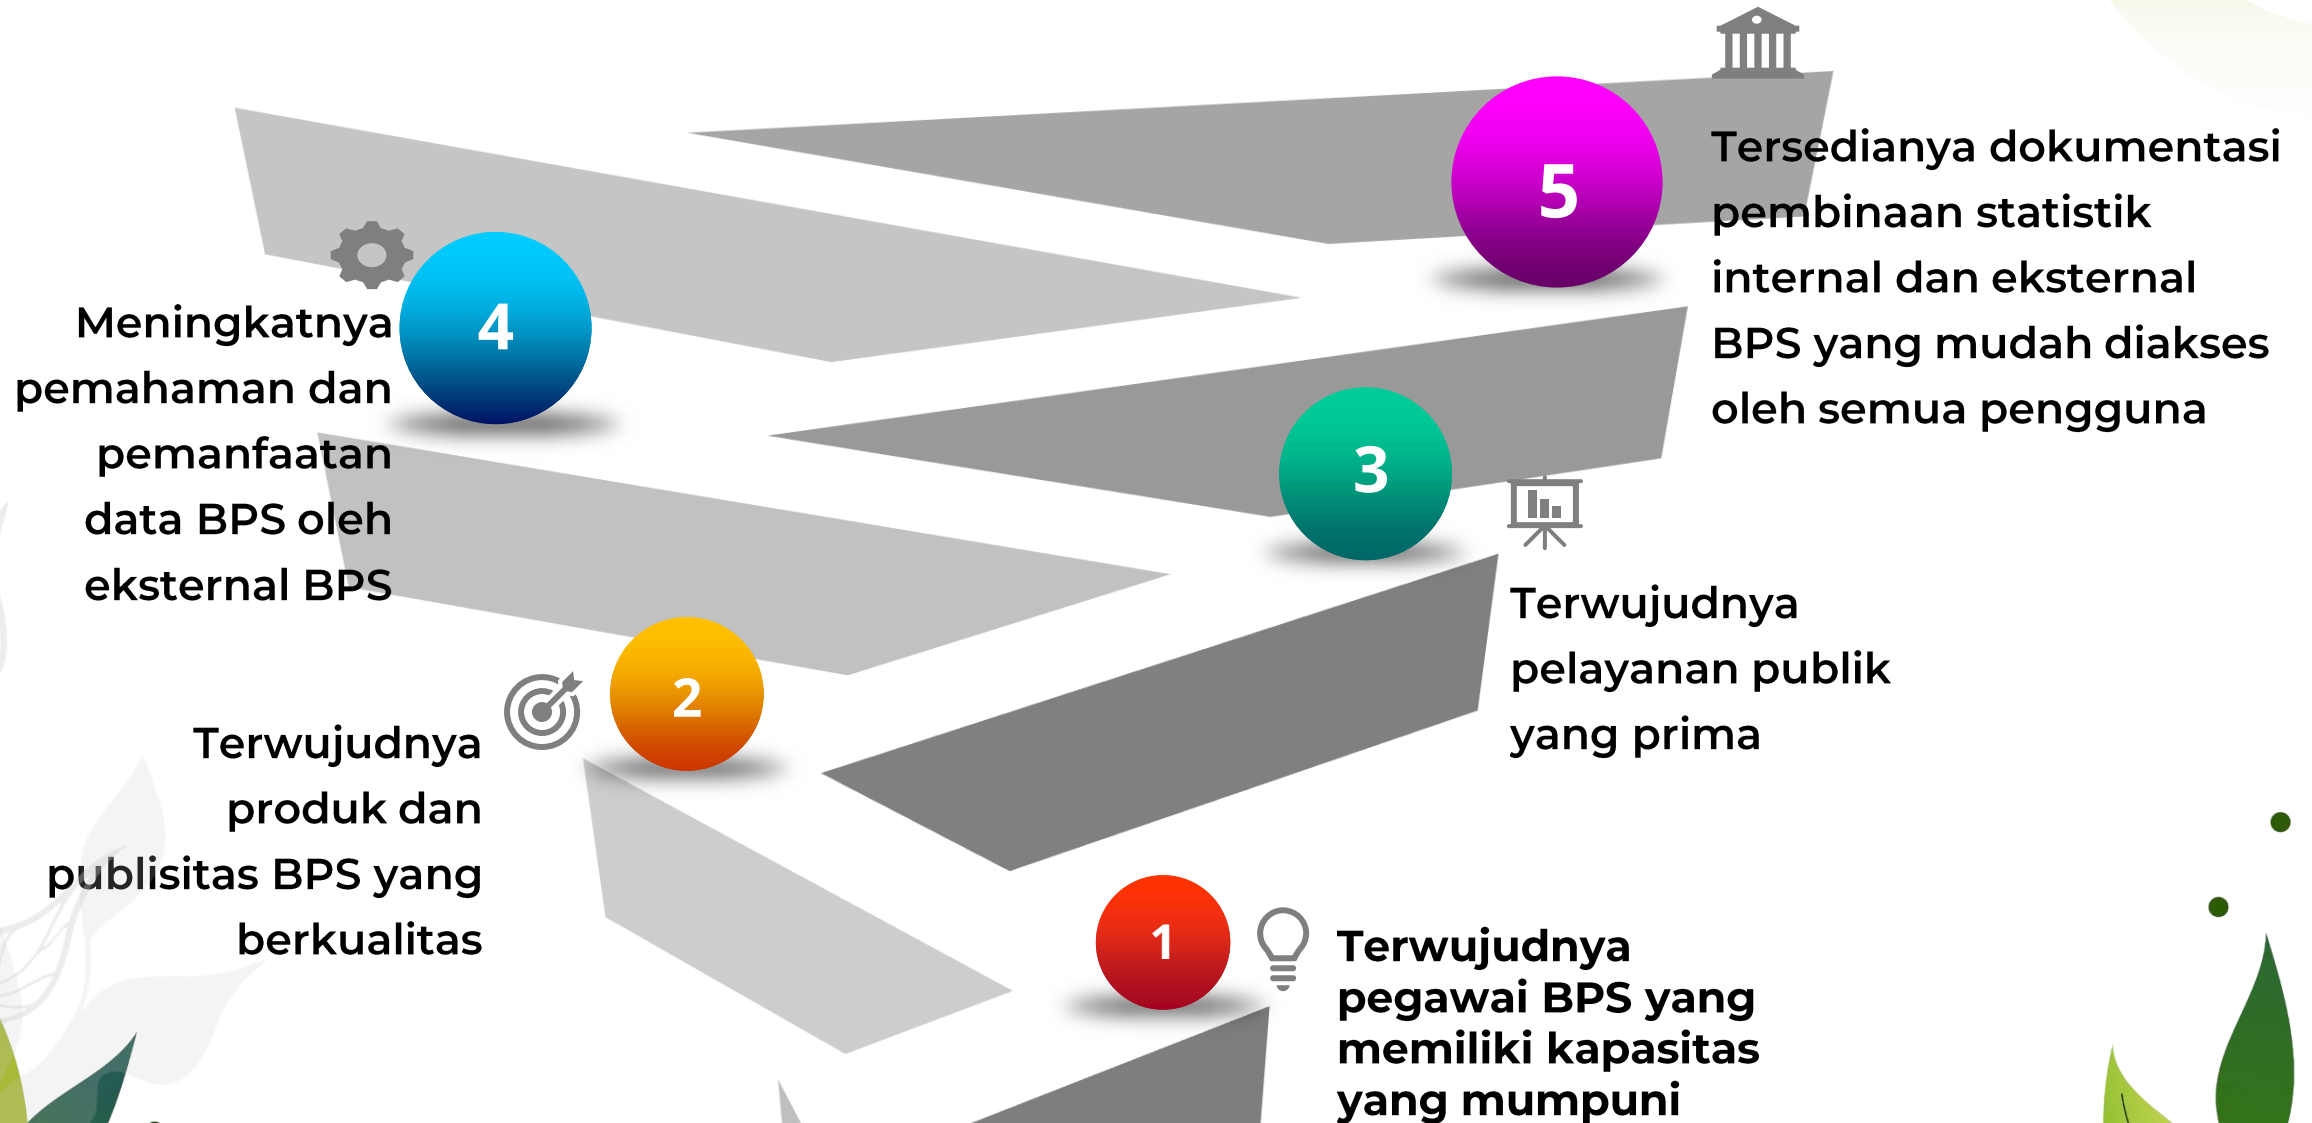 5
Tersedianya dokumentasi
pembinaan statistik
internal dan eksternal
BPS yang mudah diakses
oleh semua pengguna
4
Meningkatnya
pemahaman dan
pemanfaatan
data BPS oleh
eksternal BPS
3
Terwujudnya
pelayanan publik
yang prima
2
Terwujudnya
produk dan
publisitas BPS yang
berkualitas
1
Terwujudnya
pegawai BPS yang
memiliki kapasitas
yang mumpuni